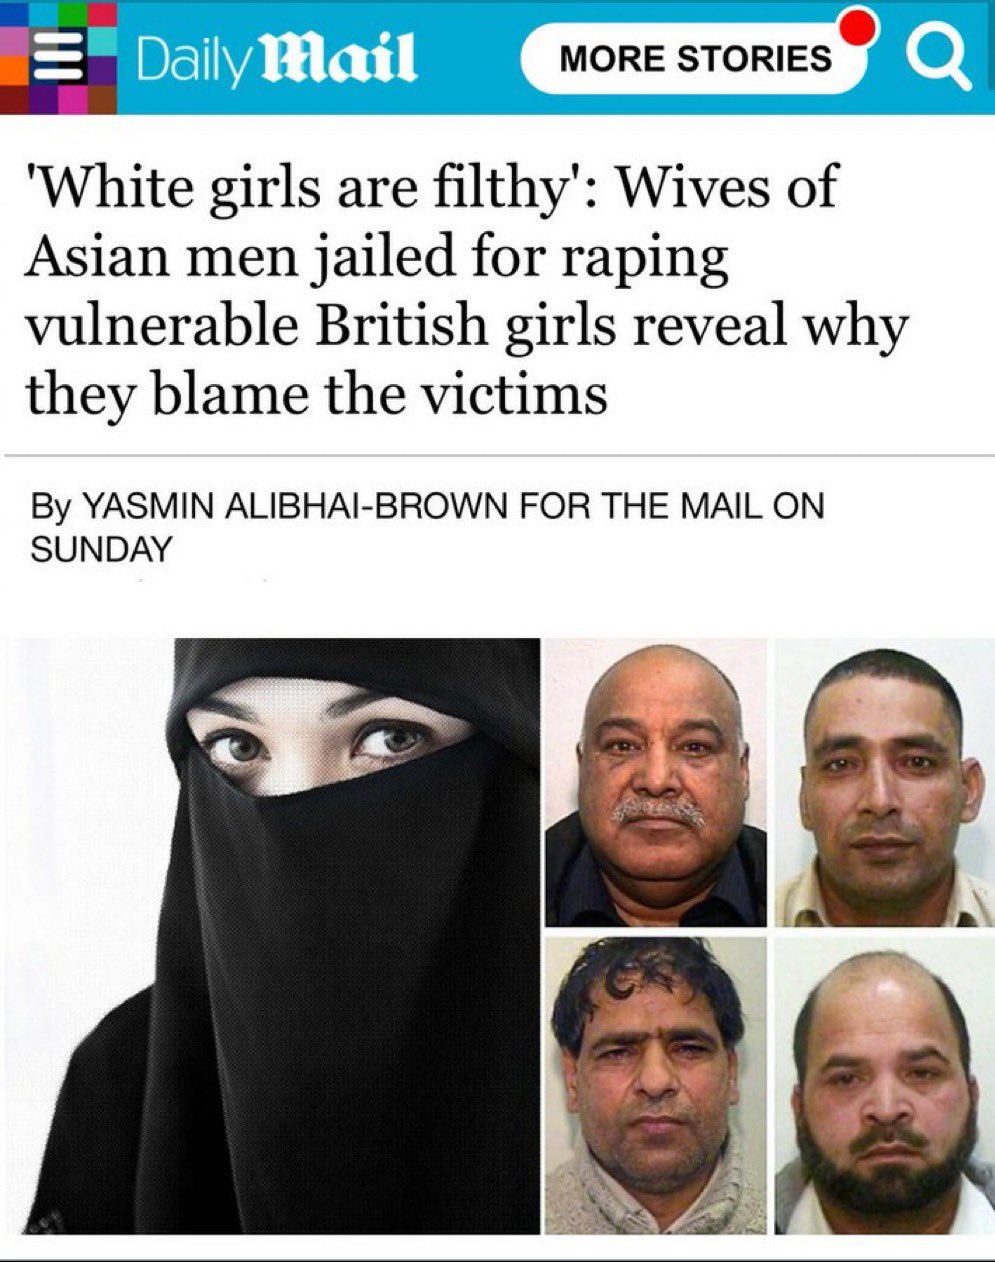 Daily Mail
MORE STORIES
'White girls are filthy': Wives of
Asian men jailed for raping
vulnerable British girls reveal why
they blame the victims
By YASMIN ALIBHAI-BROWN FOR THE MAIL ON
SUNDAY